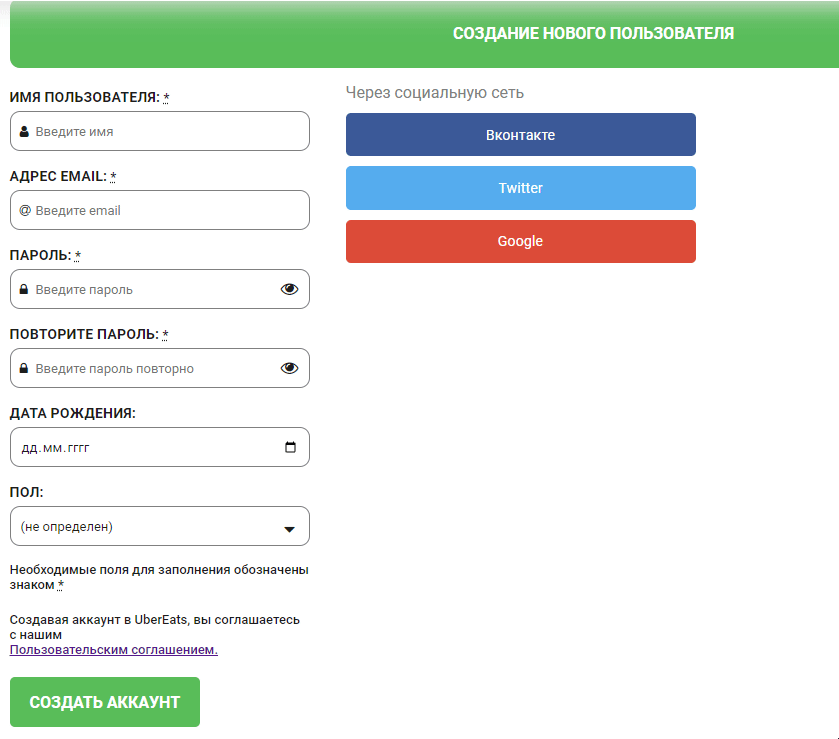 СОЗДАНИЕ НОВОГО ПОЛЬЗОВАТЕЛЯ
ИМЯ ПОЛЬЗОВАТЕЛЯ: *
Введите имя
АДРЕС EMAIL: *
@ Введите email
ПАРОЛЬ: *
Введите пароль
ПОВТОРИТЕ ПАРОЛЬ: *
Введите пароль повторно
ДАТА РОЖДЕНИЯ:
дд.мм.гггг
ПОЛ:
(не определен)
Необходимые поля для заполнения обозначены
знаком *
Создавая аккаунт в UberEats, вы соглашаетесь
с нашим
Пользовательским соглашением.
СОЗДАТЬ АККАУНТ
Через социальную сеть
Вконтакте
Twitter
Google